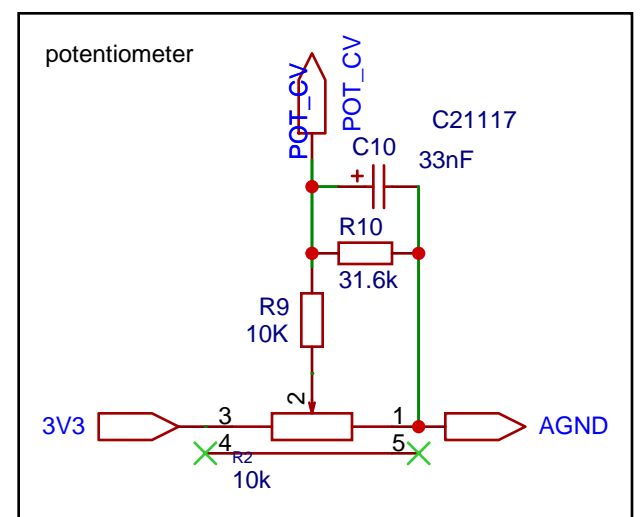 potentiometer
POT_CV
POT_CV
C21117
C10
33nF
+
R10
31.6k
R9
10K
2
3V3
3
1
AGND
4
5
R2
10k